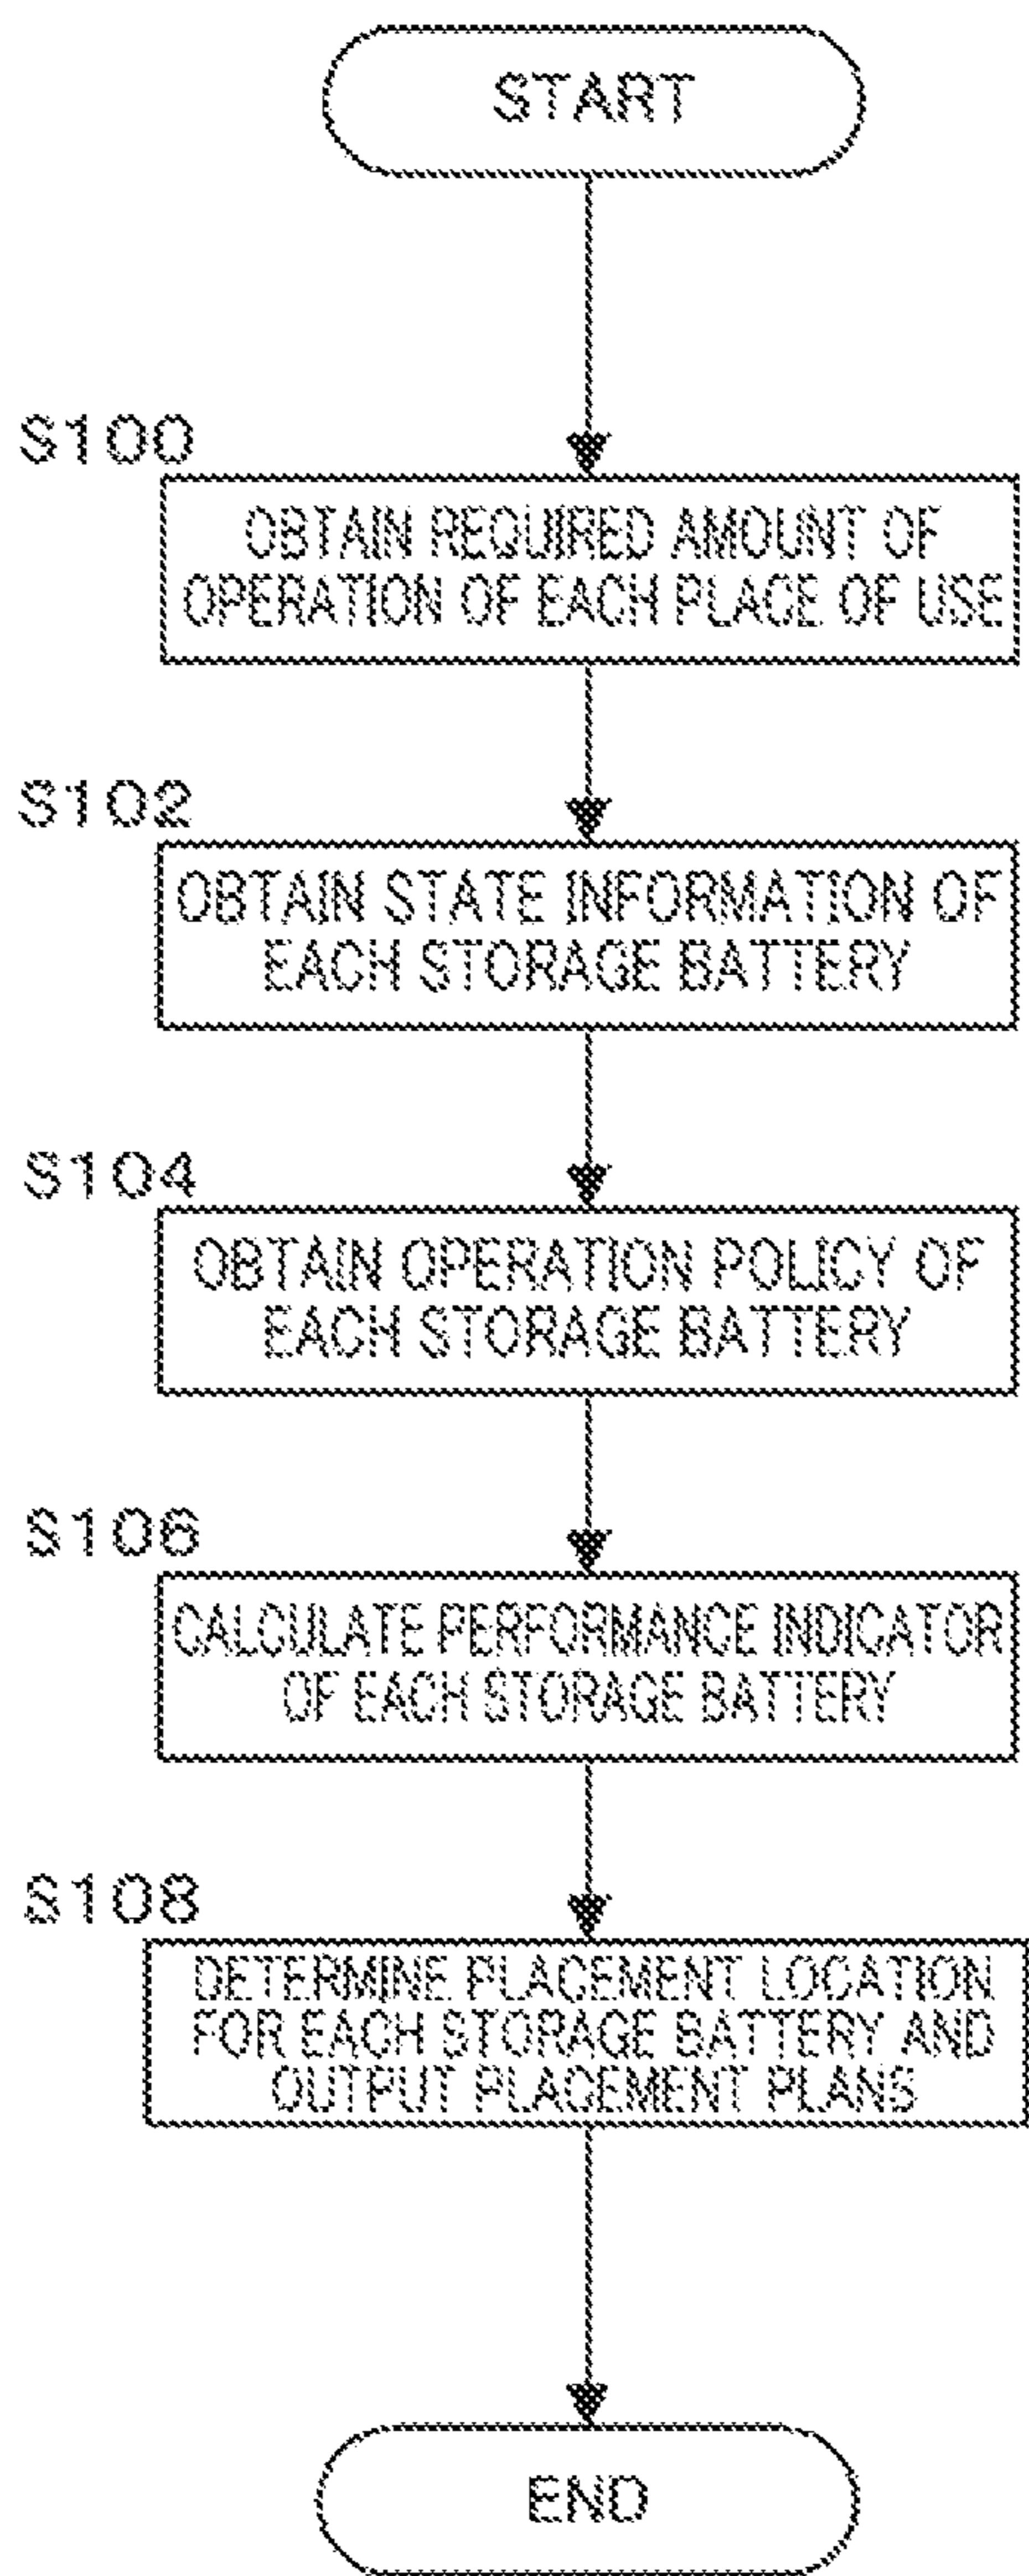 START
S100
OBTAIN REQUIRED AMOUNT OF
OPERATION OF EACH PLACE OF USE
S102
OBTAIN STATE INFORMATION OF
EACH STORAGE BATTERY
S104
OBTAIN OPERATION POLICY OF
EACH STORAGE BATTERY
S106
CALCULATE PERFORMANCE INDICATOR
OF EACH STORAGE BATTERY
S108
DETERMINE PLACEMENT LOCATION
FOR EACH STORAGE BATTERY AND
OUTPUT PLACEMENT PLANS
END